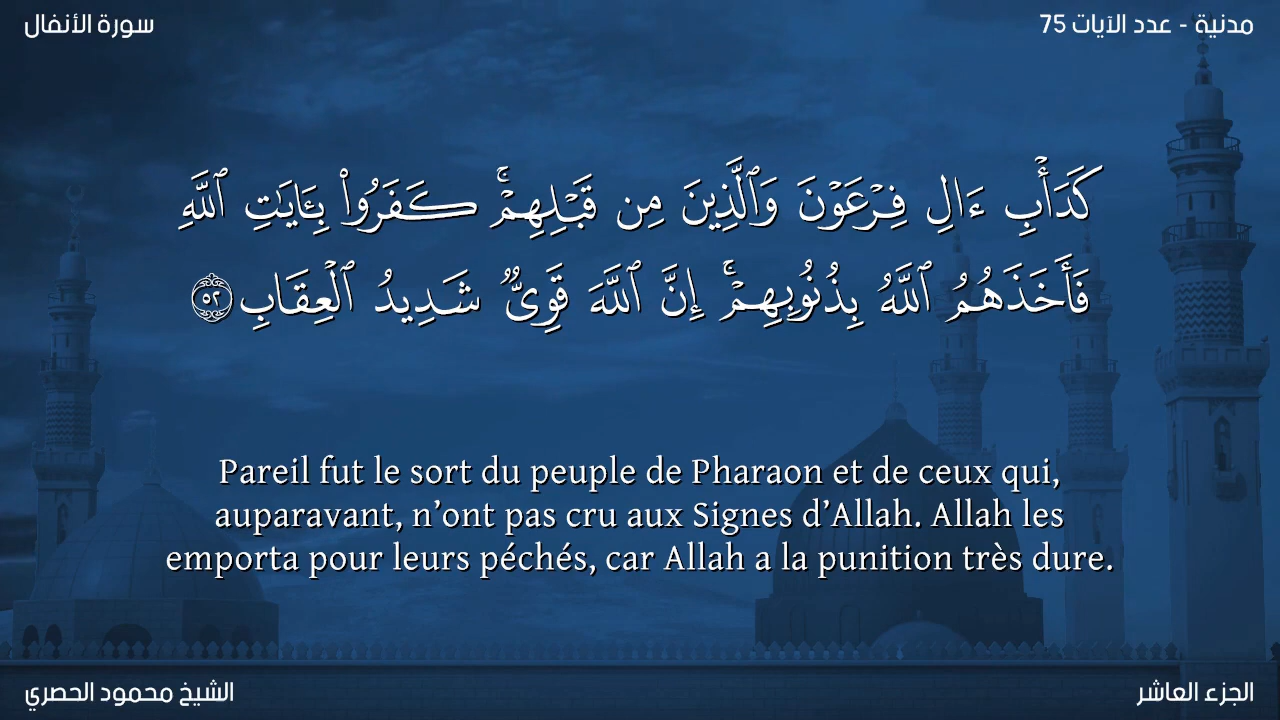 سورة الأنفال
مدنية - عدد الآيات 75
كَدَأۡبِ ءَالِ فِرۡعَوۡنَ وَٱلَّذِينَ مِن قَبۡلِهِمۡۚ كَفَرُواْ بِـَٔايَٰتِ ٱللَّهِ
فَأَخَذَهُمُ ٱللَّهُ بِذُنُوبِهِمۡۚ إِنَّ ٱللَّهَ قَوِيّٞ شَدِيدُ ٱلۡعِقَابِ ٥٢
Pareil fut le sort du peuple de Pharaon et de ceux qui,
auparavant, n’ont pas cru aux Signes d’Allah. Allah les
emporta pour leurs péchés, car Allah a la punition très dure.
الشيخ محمود الحصري
الجزء العاشر